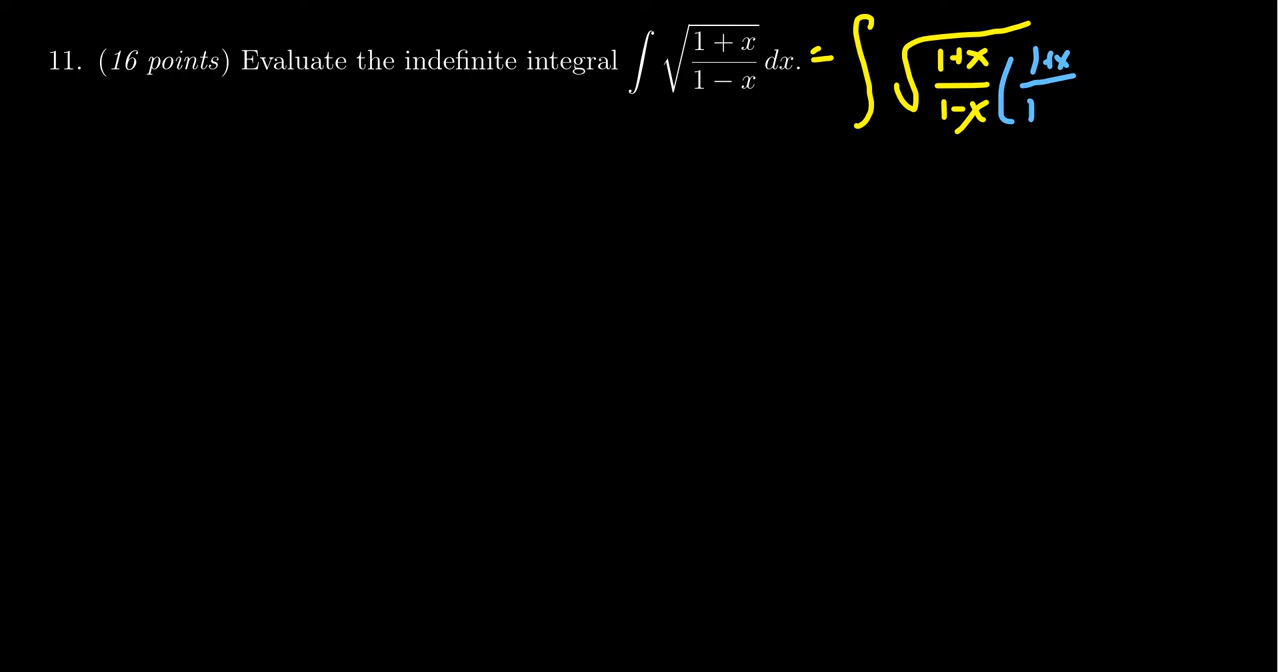 11. (16 points) Evaluate the indefinite integral ∫ √((1 + x)/(1 − x)) dx. = ∫ √((1+x)/(1-x) ( (1+x)/1